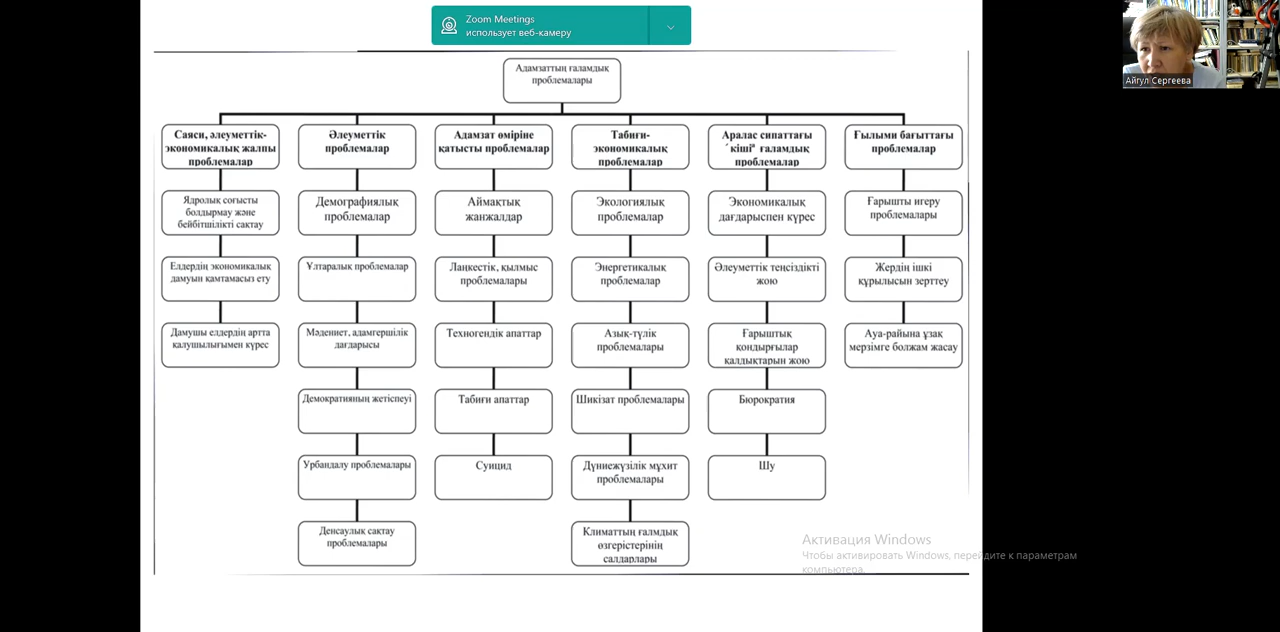 Zoom Meetings
использует веб-камеру
Айгул Сергеева
Адамзаттың ғаламдық
проблемалары
Саяси, әлеуметтік-
экономикалық жалпы
проблемалар
Ядролық соғысты
болдырмау және
бейбітшілікті сақтау
Елдердің экономикалық
дамуын қамтамасыз ету
Дамушы елдердің артта
қалушылығымен күрес
Әлеуметтік
проблемалар
Демографиялық
проблемалар
Ұлтаралық проблемалар
Мәдениет, адамгершілік
дағдарысы
Демократияның жетіспеуі
Урбандалу проблемалары
Денсаулық сақтау
проблемалары
Адамзат өміріне
қатысты проблемалар
Аймақтық
жанжалдар
Лаңкестік, қылмыс
проблемалары
Техногендік апаттар
Табиғи апаттар
Суицид
Табиғи-
экономикалық
проблемалар
Экологиялық
проблемалар
Энергетикалық
проблемалар
Азық-түлік
проблемалары
Шикізат проблемалары
Дүниежүзілік мұхит
проблемалары
Климаттың ғалмдық
өзгерістерінің
салдарлары
Аралас сипаттағы
´кішіª ғаламдық
проблемалар
Экономикалық
дағдарыспен күрес
Әлеуметтік теңсіздікті
жою
Ғарыштық
қондырғылар
қалдықтарын жою
Бюрократия
Шу
Ғылыми бағыттағы
проблемалар
Ғарышты игеру
проблемалары
Жердің ішкі
құрылысын зерттеу
Ауа-райына ұзақ
мерзімге болжам жасау
Активация Windows
Чтобы активировать Windows, перейдите к параметрам
компьютера.